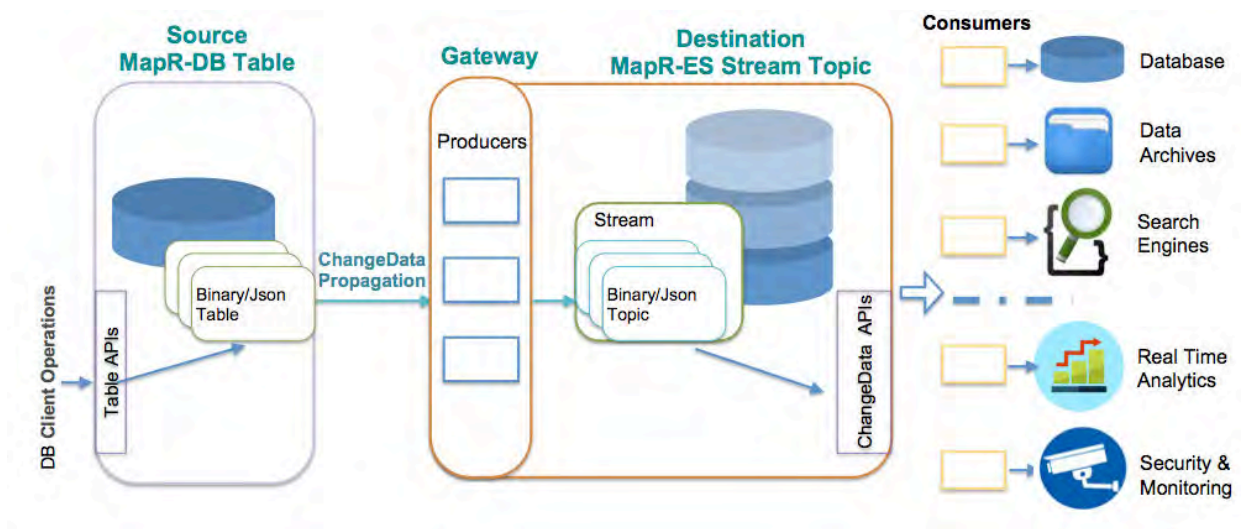 Source
MapR-DB Table
Gateway
Destination
MapR-ES Stream Topic
Consumers
DB Client Operations
Table APIs
Binary/Json
Table
ChangeData
Propagation
Producers
Stream
Binary/Json
Topic
ChangeData APIs
Database
Data
Archives
Search
Engines
Real Time
Analytics
Security &
Monitoring